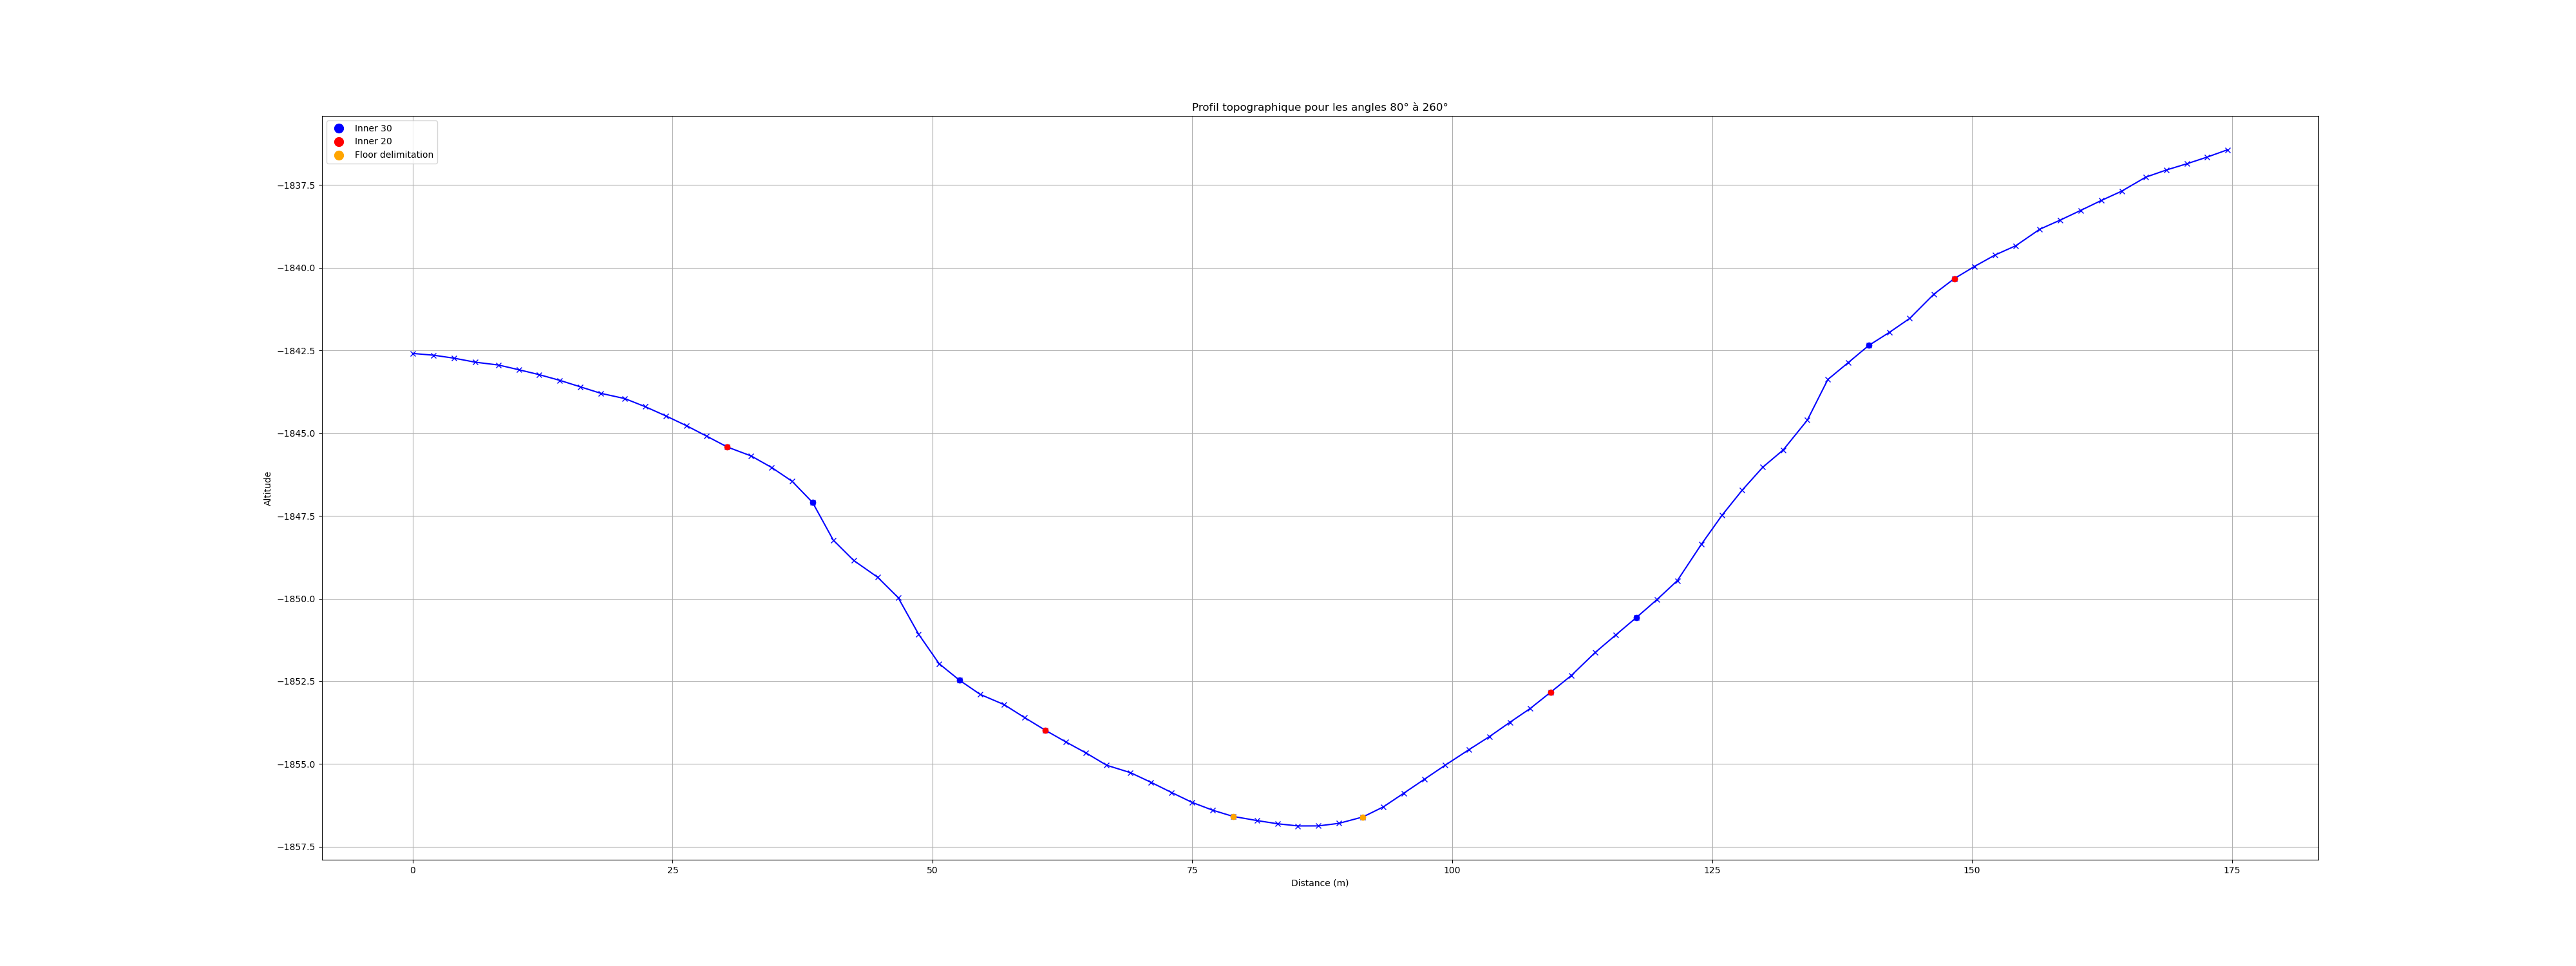 Profil topographique pour les angles 80° à 260°
Inner 30
Inner 20
Floor delimitation
Altitude
−1837.5
−1840.0
−1842.5
−1845.0
−1847.5
−1850.0
−1852.5
−1855.0
−1857.5
0 25 50 75 100 125 150 175
Distance (m)